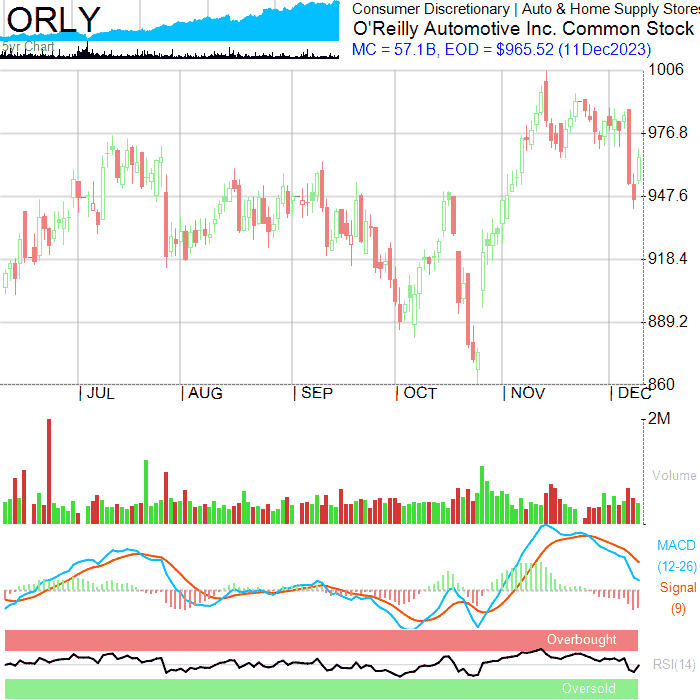 ORLY
5yr Chart
Consumer Discretionary | Auto & Home Supply Stores
O'Reilly Automotive Inc. Common Stock
MC = 57.1B, EOD = $965.52 (11Dec2023)
1006
976.8
947.6
918.4
889.2
860
| JUL | AUG | SEP | OCT | NOV | DEC
2M
Volume
MACD
(12-26)
Signal
(9)
Overbought
RSI(14)
Oversold